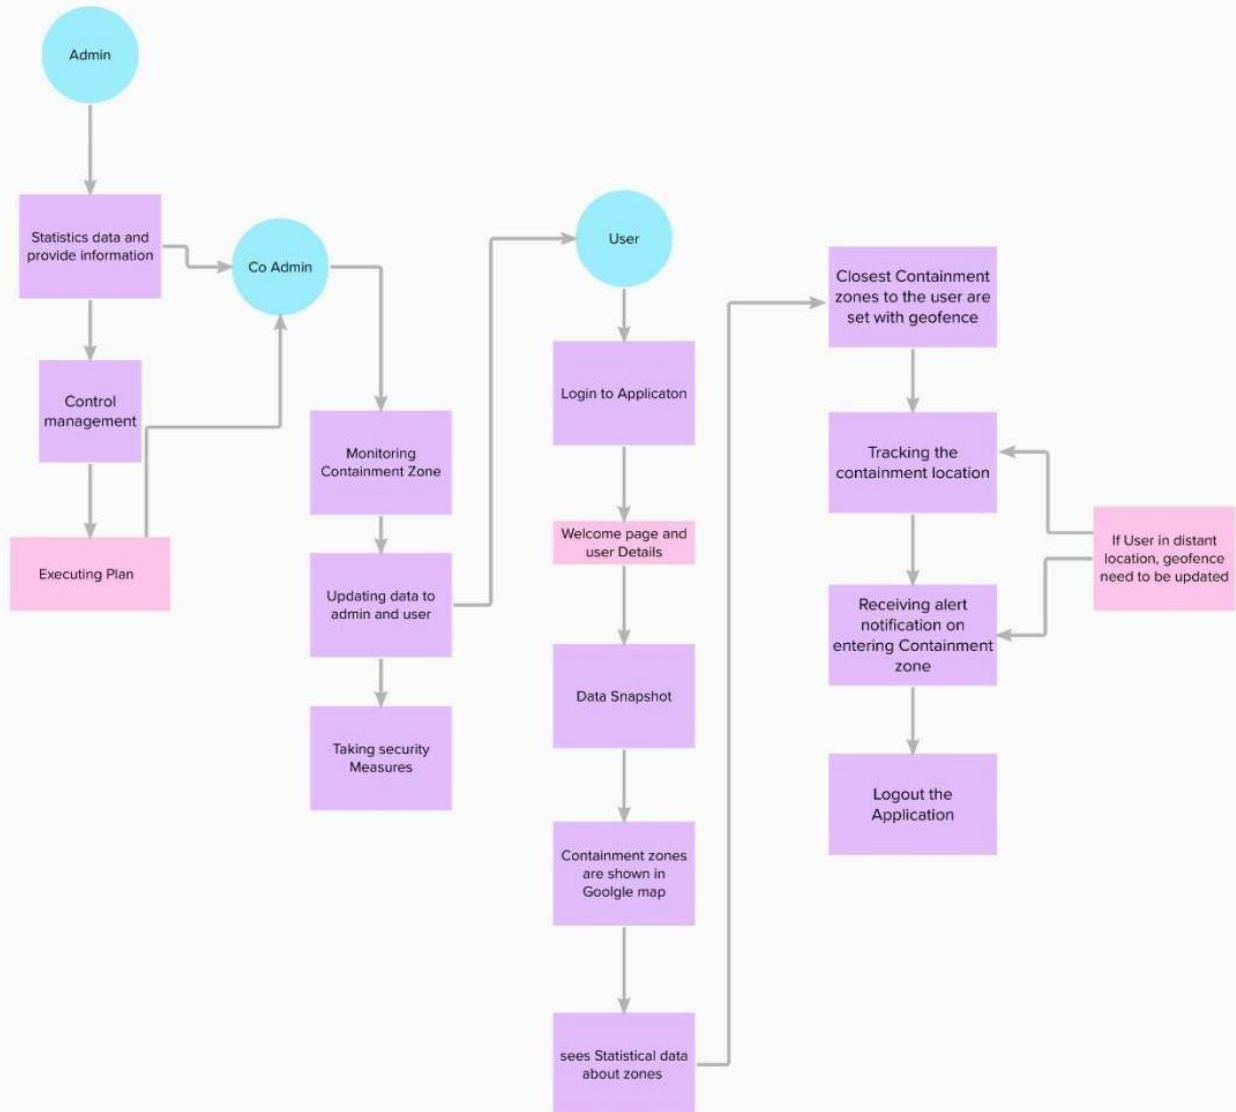 Admin
Statistics data and
provide information
Control
management
Executing Plan
Co Admin
Monitoring
Containment Zone
Updating data to
admin and user
Taking security
Measures
User
Login to Applicaton
Welcome page and
user Details
Data Snapshot
Containment zones
are shown in
Goolgle map
sees Statistical data
about zones
Closest Containment
zones to the user are
set with geofence
Tracking the
containment location
Receiving alert
notification on
entering Containment
zone
Logout the
Application
If User in distant
location, geofence
need to be updated